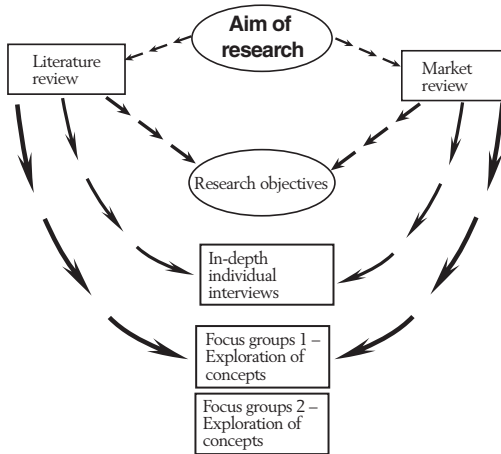 Aim of
research
Literature
review
Market
review
Research objectives
In-depth
individual
interviews
Focus groups 1 –
Exploration of
concepts
Focus groups 2 –
Exploration of
concepts